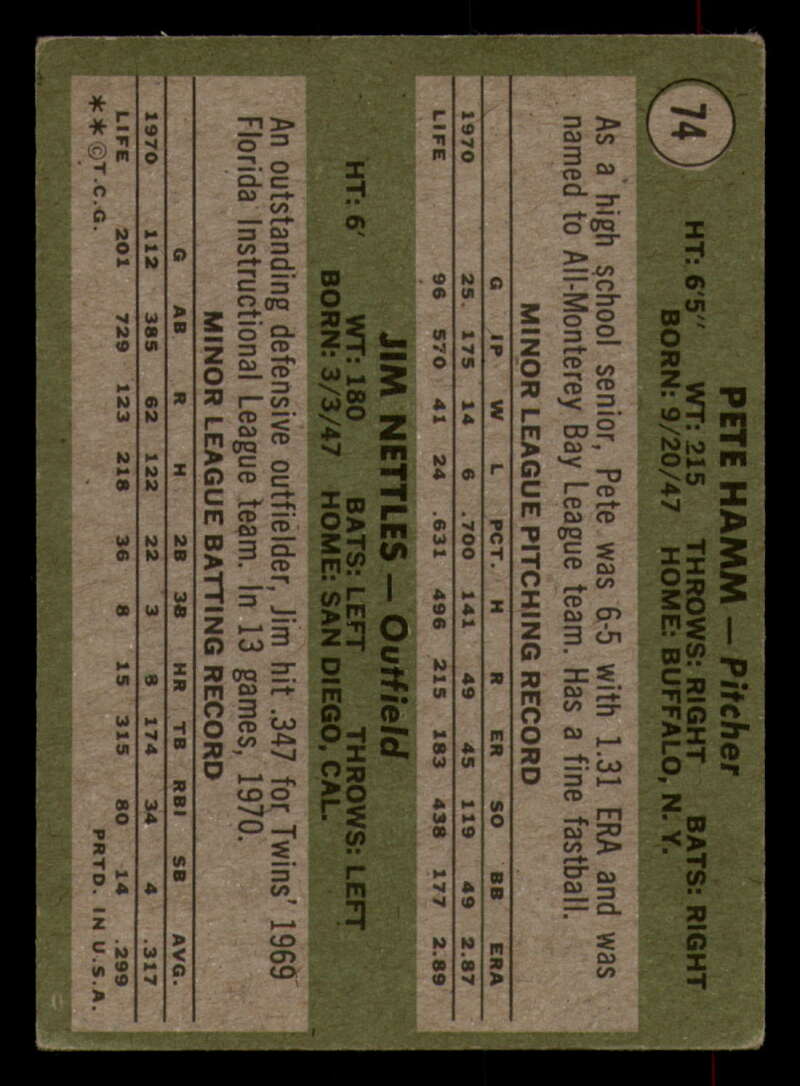 74
PETE HAMM — Pitcher
HT: 6'5" WT: 215 THROWS: RIGHT BATS: RIGHT
BORN: 9/20/47 HOME: BUFFALO, N. Y.
As a high school senior, Pete was 6-5 with 1.31 ERA and was
named to All-Monterey Bay League team. Has a fine fastball.
MINOR LEAGUE PITCHING RECORD
G IP W L PCT. H R ER SO BB ERA
1970 25. 175 14 6 .700 141 49 45 119 49 2.87
LIFE 96 570 41 24 .631 496 215 183 438 177 2.89
JIM NETTLES — Outfield
HT: 6' WT: 180 BATS: LEFT THROWS: LEFT
BORN: 3/3/47 HOME: SAN DIEGO, CAL.
An outstanding defensive outfielder, Jim hit .347 for Twins' 1969
Florida Instructional League team. In 13 games, 1970.
MINOR LEAGUE BATTING RECORD
G AB R H 2B 3B HR TB RBI SB AVG.
1970 112 385 62 122 22 3 8 174 34 4 .317
LIFE 201 729 123 218 36 8 15 315 80 14 .299
**©T.C.G. PRTD. IN U.S.A.